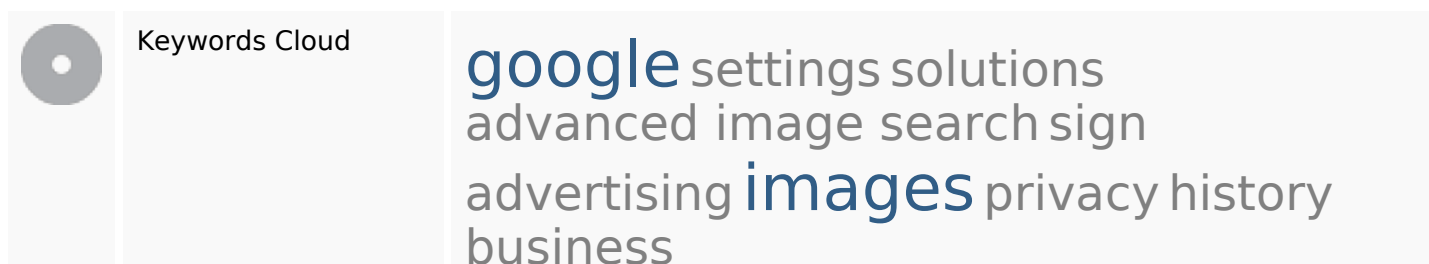 Keywords Cloud
google settings solutions
advanced image search sign
advertising images privacy history
business